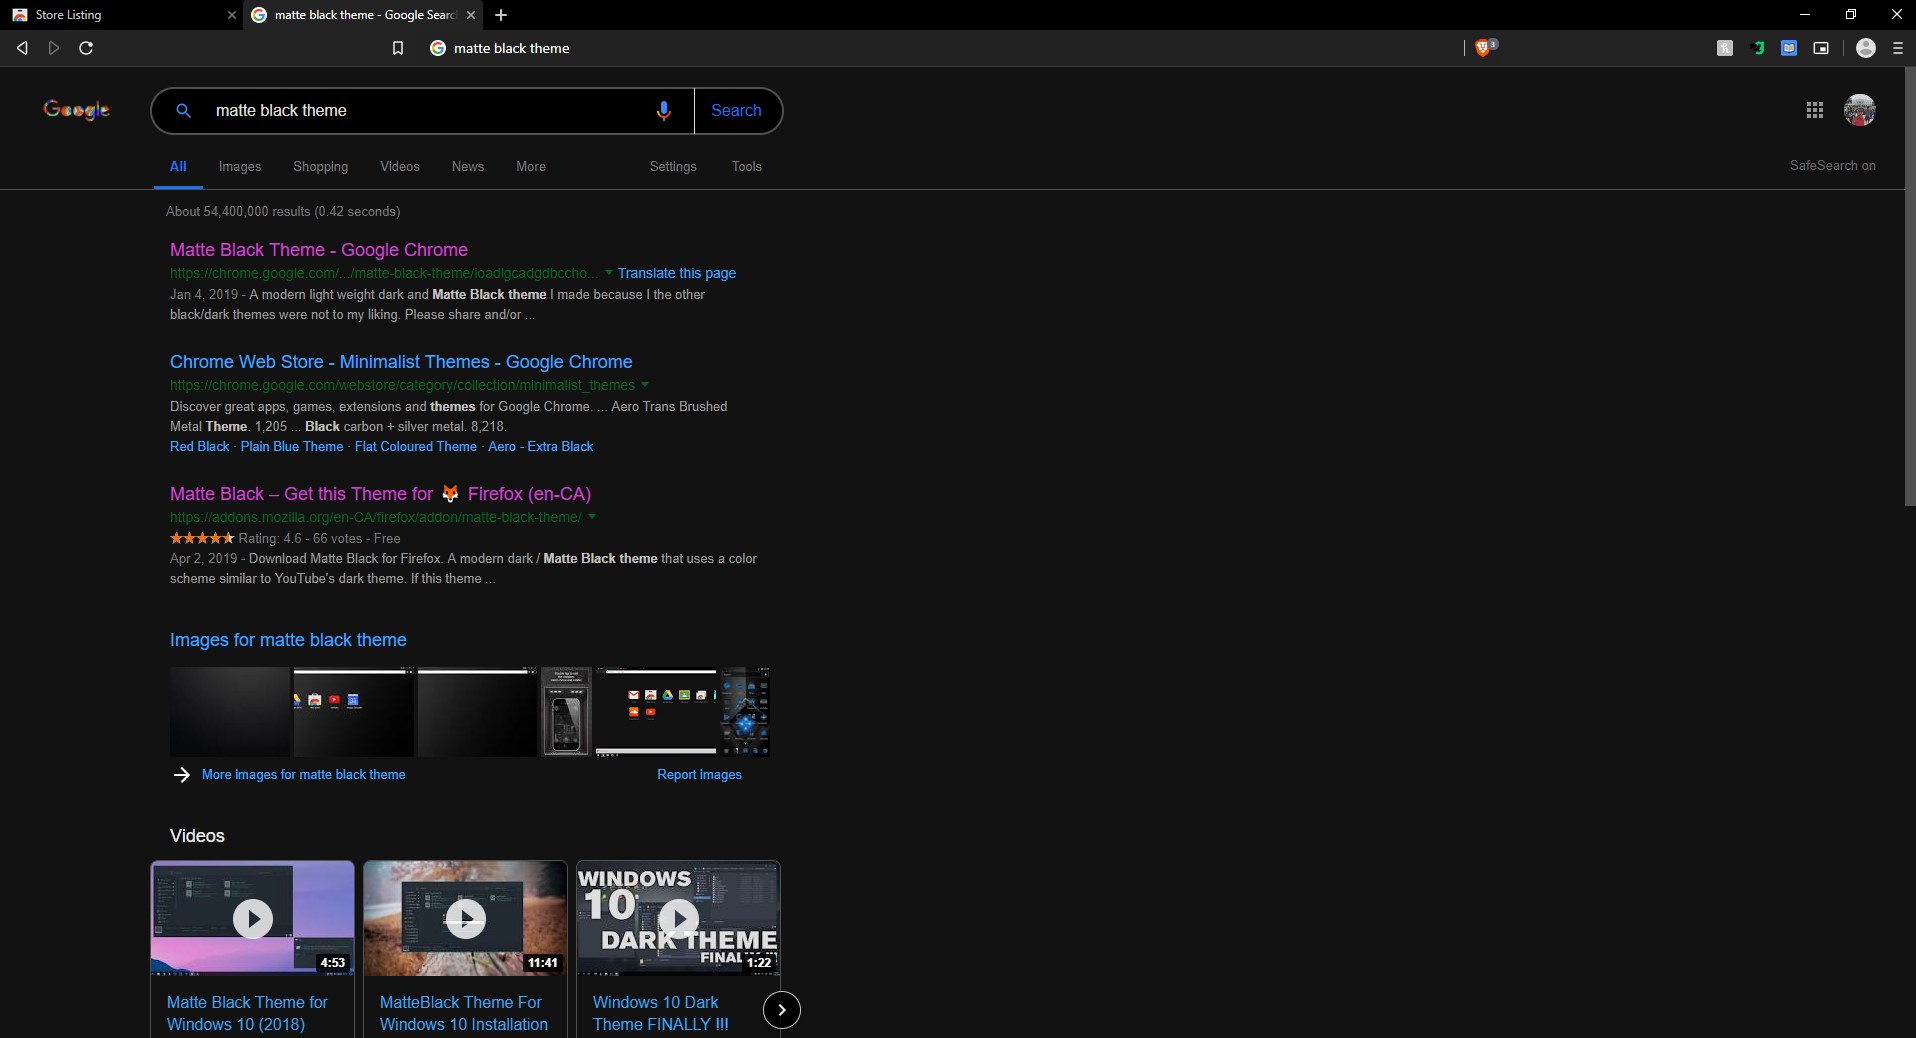 Store Listing
matte black theme - Google Searc
matte black theme
3
Google
matte black theme
Search
All
Images
Shopping
Videos
News
More
Settings
Tools
SafeSearch on
About 54,400,000 results (0.42 seconds)
Matte Black Theme - Google Chrome
https://chrome.google.com/.../matte-black-theme/ioadlgcadgdbccho... Translate this page
Jan 4, 2019 - A modern light weight dark and Matte Black theme I made because I the other
black/dark themes were not to my liking. Please share and/or ...
Chrome Web Store - Minimalist Themes - Google Chrome
https://chrome.google.com/webstore/category/collection/minimalist_themes
Discover great apps, games, extensions and themes for Google Chrome. ... Aero Trans Brushed
Metal Theme. 1,205 ... Black carbon + silver metal. 8,218.
Red Black · Plain Blue Theme · Flat Coloured Theme · Aero - Extra Black
Matte Black – Get this Theme for 🦊 Firefox (en-CA)
https://addons.mozilla.org/en-CA/firefox/addon/matte-black-theme/
Rating: 4.6 - 66 votes - Free
Apr 2, 2019 - Download Matte Black for Firefox. A modern dark / Matte Black theme that uses a color
scheme similar to YouTube's dark theme. If this theme ...
Images for matte black theme
More images for matte black theme
Report images
Videos
4:53
11:41
WINDOWS
10
DARK THEME
1:22
Matte Black Theme for
Windows 10 (2018)
MatteBlack Theme For
Windows 10 Installation
Windows 10 Dark
Theme FINALLY !!!